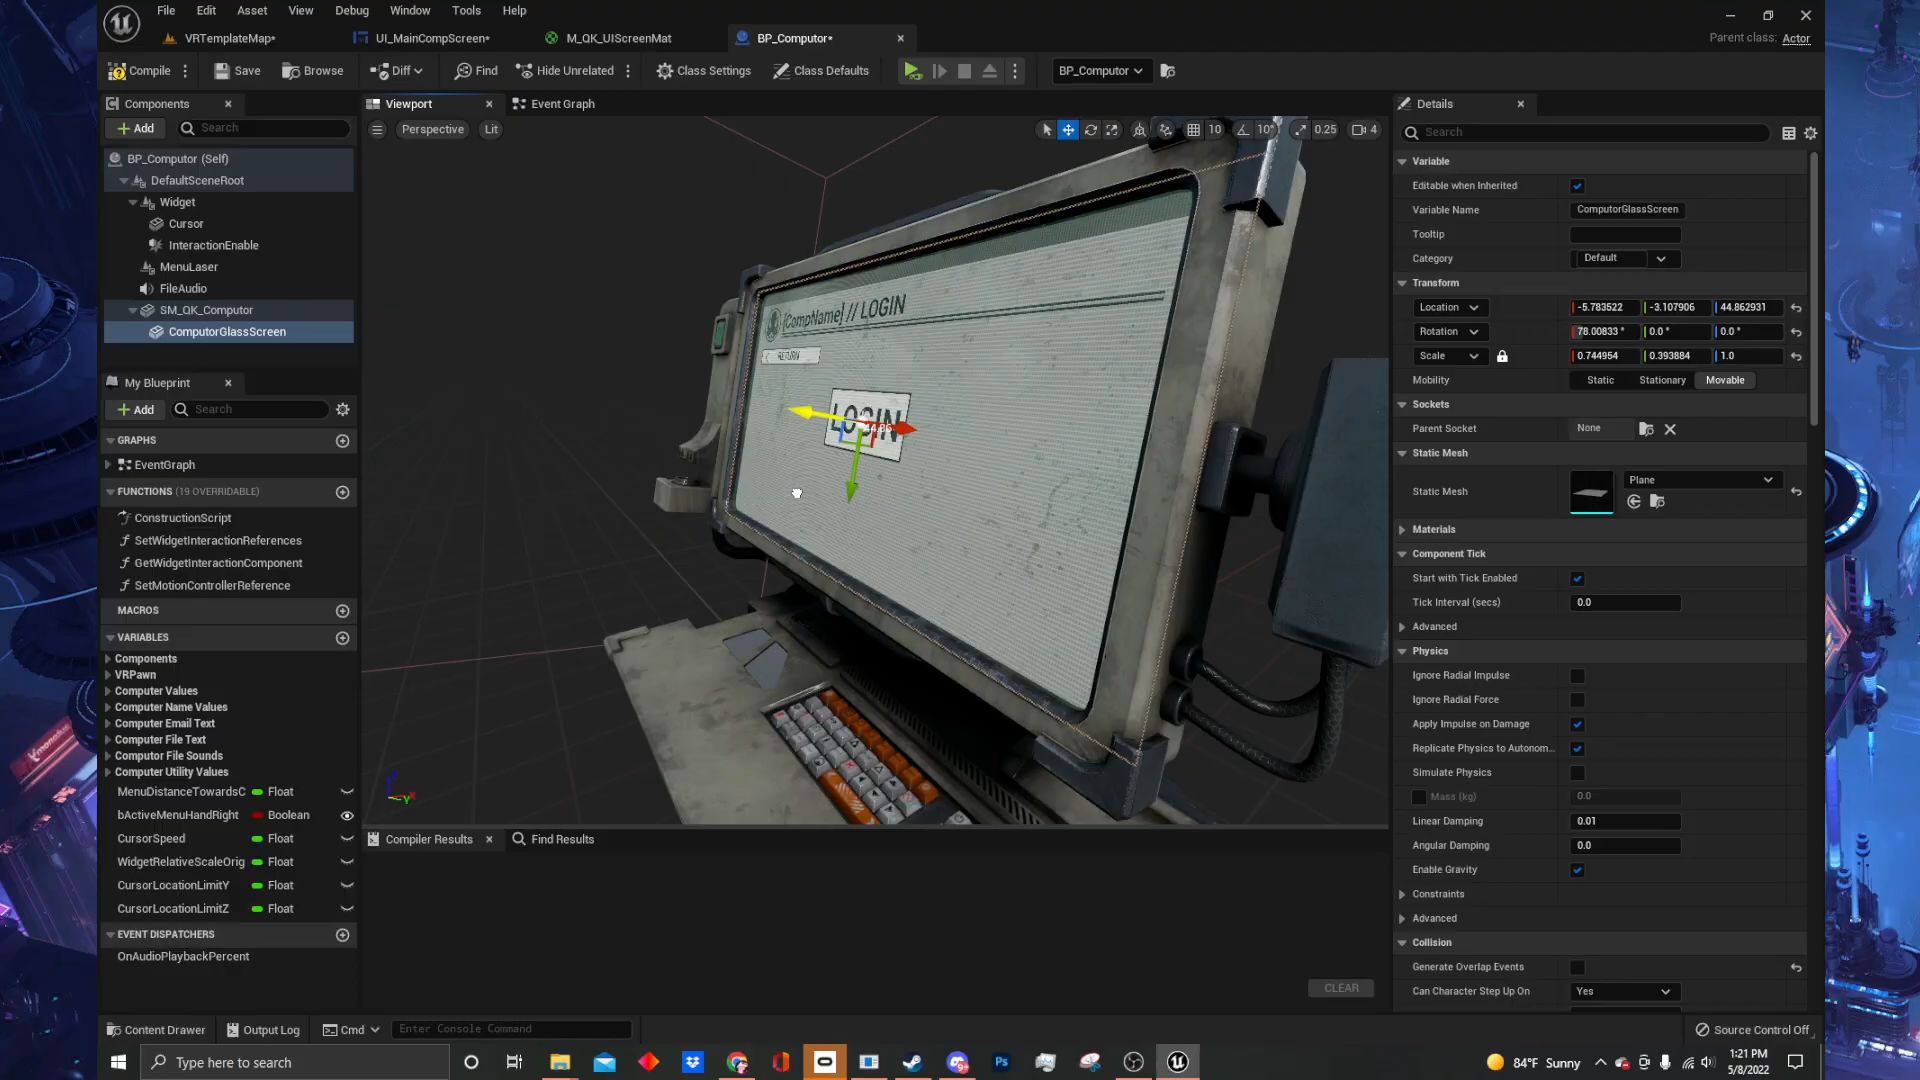 File Edit Asset View Debug Window Tools Help
Parent class: Actor
VRTemplateMap* UI_MainCompScreen* M_QK_UIScreenMat BP_Computor*
Compile Save Browse Diff Find Hide Unrelated Class Settings Class Defaults BP_Computor
Components
Add Search
BP_Computor (Self)
DefaultSceneRoot
Widget
Cursor
InteractionEnable
MenuLaser
FileAudio
SM_QK_Computor
ComputorGlassScreen
My Blueprint
Add Search
GRAPHS
EventGraph
FUNCTIONS (19 OVERRIDABLE)
ConstructionScript
SetWidgetInteractionReferences
GetWidgetInteractionComponent
SetMotionControllerReference
MACROS
VARIABLES
Components
VRPawn
Computer Values
Computer Name Values
Computer Email Text
Computer File Text
Computor File Sounds
Computer Utility Values
MenuDistanceTowardsC Float
bActiveMenuHandRight Boolean
CursorSpeed Float
WidgetRelativeScaleOrig Float
CursorLocationLimitY Float
CursorLocationLimitZ Float
EVENT DISPATCHERS
OnAudioPlaybackPercent
Viewport Event Graph
Perspective Lit 10 10° 0.25 4
[CompName] // LOGIN
RETURN
LOGIN
Compiler Results Find Results
CLEAR
Details
Search
Variable
Editable when Inherited
Variable Name ComputorGlassScreen
Tooltip
Category Default
Transform
Location -5.783522 -3.107906 44.862931
Rotation 78.00833 ° 0.0 ° 0.0 °
Scale 0.744954 0.393884 1.0
Mobility Static Stationary Movable
Sockets
Parent Socket None
Static Mesh
Static Mesh Plane
Materials
Component Tick
Start with Tick Enabled
Tick Interval (secs) 0.0
Advanced
Physics
Ignore Radial Impulse
Ignore Radial Force
Apply Impulse on Damage
Replicate Physics to Autonom...
Simulate Physics
Mass (kg) 0.0
Linear Damping 0.01
Angular Damping 0.0
Enable Gravity
Constraints
Advanced
Collision
Generate Overlap Events
Can Character Step Up On Yes
Content Drawer Output Log Cmd Enter Console Command Source Control Off
Type here to search 84°F Sunny 1:21 PM
5/8/2022